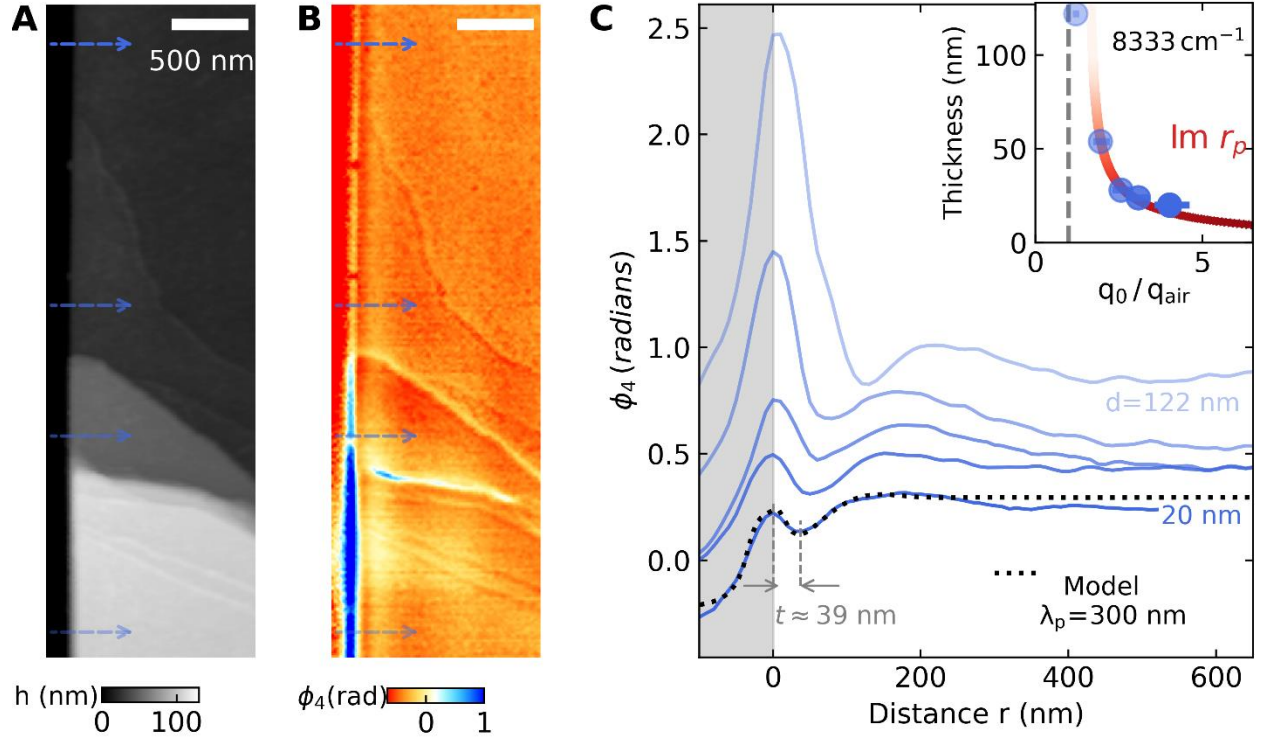 A
500 nm
h (nm)
0 100
B
ϕ₄(rad)
0 1
C
ϕ₄ (radians)
2.5
2.0
1.5
1.0
0.5
0.0
0 200 400 600
Distance r (nm)
d=122 nm
20 nm
t ≈ 39 nm
Model
λₚ=300 nm
8333 cm⁻¹
Im rₚ
Thickness (nm)
100
50
0
0 5
q₀ / qₐᵢᵣ